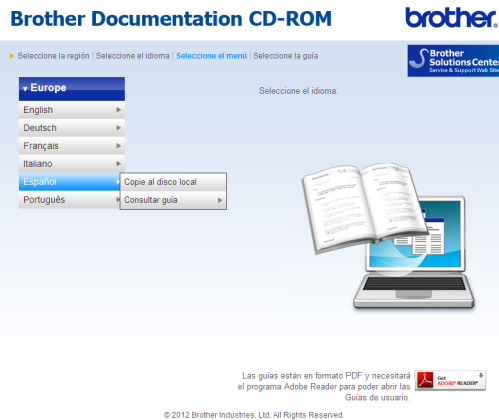 Brother Documentation CD-ROM
brother
Seleccione la región | Seleccione el idioma | Seleccione el menú | Seleccione la guía
Brother
Solutions Center
Service & Support Web Site
Europe
Seleccione el idioma.
English
Deutsch
Français
Italiano
Español
Copie al disco local
Português
Consultar guía
Las guías están en formato PDF y necesitará
el programa Adobe Reader para poder abrir las
Guías de usuario.
Get
ADOBE® READER®
© 2012 Brother Industries, Ltd. All Rights Reserved.